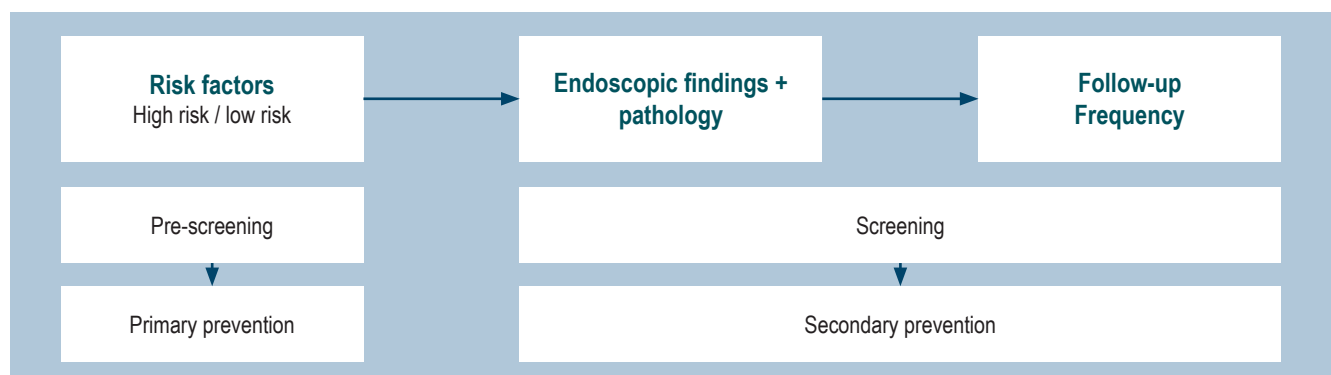 Risk factors
High risk / low risk
Endoscopic findings +
pathology
Follow-up
Frequency
Pre-screening
Screening
Primary prevention
Secondary prevention